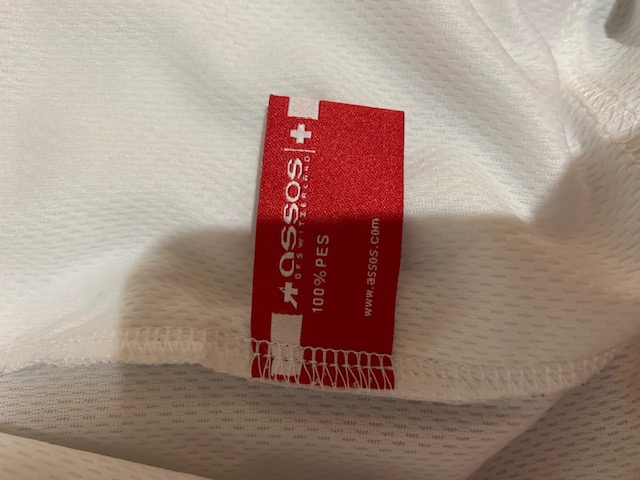 assos
OF SWITZERLAND
100% PES
www.assos.com